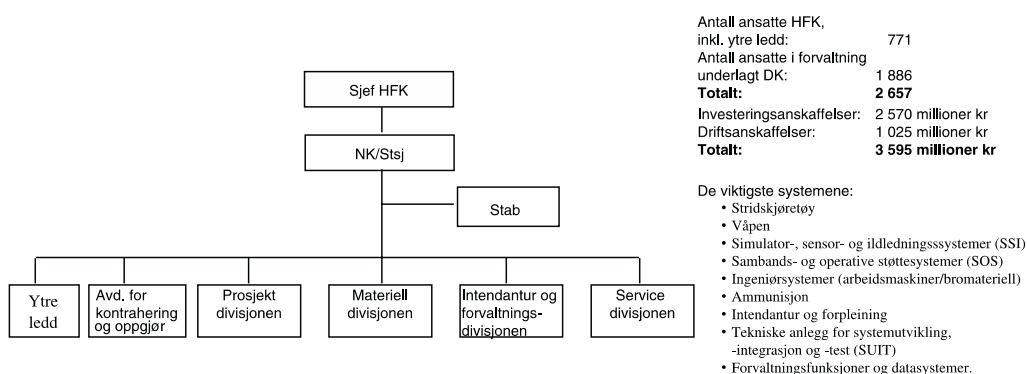 Sjef HFK
NK/Stsj
Stab
Ytre
ledd
Avd. for
kontrahering
og oppgjør
Prosjekt
divisjonen
Materiell
divisjonen
Intendantur og
forvaltnings-
divisjonen
Service
divisjonen
Antall ansatte HFK,
inkl. ytre ledd: 771
Antall ansatte i forvaltning
underlagt DK: 1 886
Totalt: 2 657
Investeringsanskaffelser: 2 570 millioner kr
Driftsanskaffelser: 1 025 millioner kr
Totalt: 3 595 millioner kr
De viktigste systemene:
• Stridskjøretøy
• Våpen
• Simulator-, sensor- og ildledningsssystemer (SSI)
• Sambands- og operative støttesystemer (SOS)
• Ingeniørsystemer (arbeidsmaskiner/bromateriell)
• Ammunisjon
• Intendantur og forpleining
• Tekniske anlegg for systemutvikling,
-integrasjon og -test (SUIT)
• Forvaltningsfunksjoner og datasystemer.